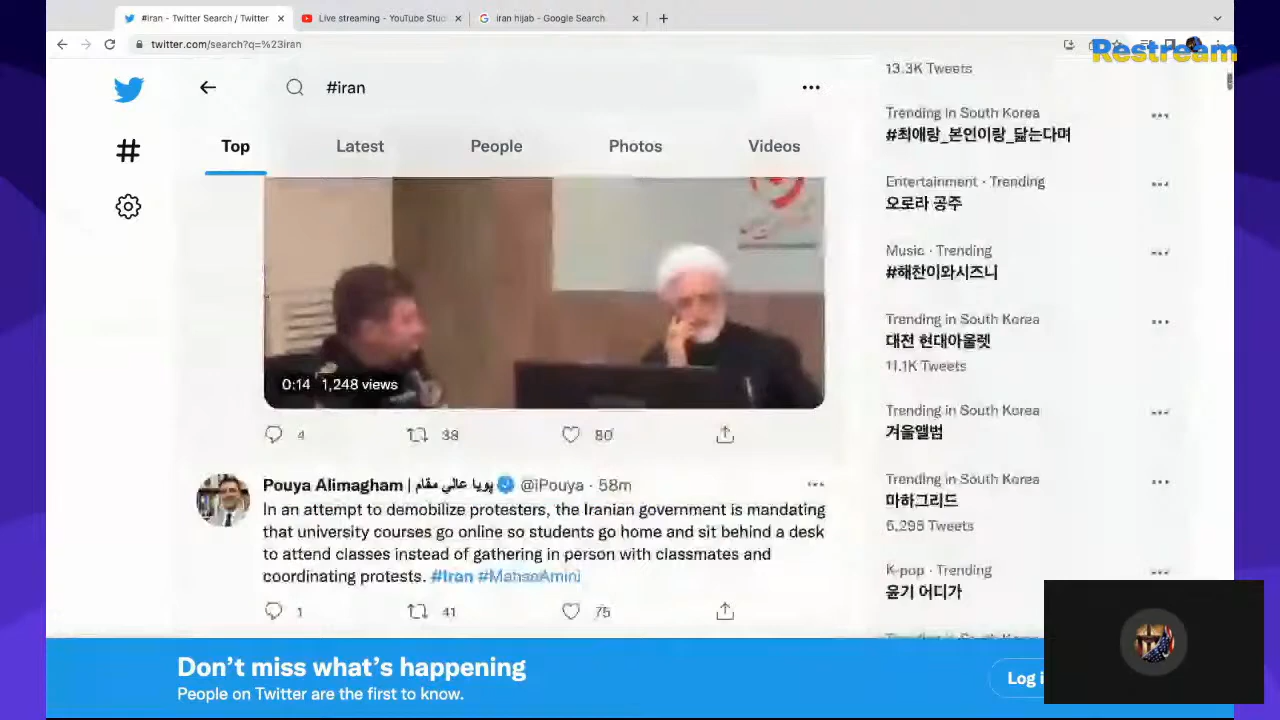 #iran - Twitter Search / Twitter
Live streaming - YouTube Stud
iran hijab - Google Search
twitter.com/search?q=%23iran
Restream
#iran
Top
Latest
People
Photos
Videos
0:14 1,248 views
4
38
80
Pouya Alimagham | پویا عالی مقام @iPouya · 58m
In an attempt to demobilize protesters, the Iranian government is mandating
that university courses go online so students go home and sit behind a desk
to attend classes instead of gathering in person with classmates and
coordinating protests. #Iran #MahsaAmini
1
41
75
13.3K Tweets
Trending in South Korea
#최애랑_본인이랑_닮는다며
Entertainment · Trending
오로라 공주
Music · Trending
#해찬이와시즈니
Trending in South Korea
대전 현대아울렛
11.1K Tweets
Trending in South Korea
겨울앨범
Trending in South Korea
마하그리드
5,295 Tweets
K-pop · Trending
윤기 어디가
Don't miss what's happening
People on Twitter are the first to know.
Log i